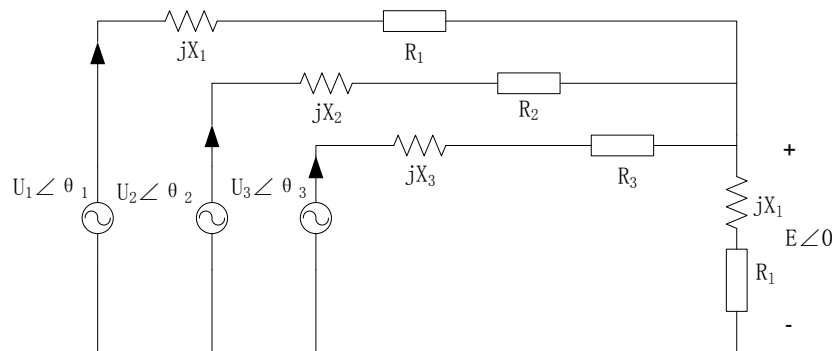 jX₁
R₁
jX₂
R₂
jX₃
R₃
U₁∠θ₁
U₂∠θ₂
U₃∠θ₃
+
jX₁
E∠0
R₁
-